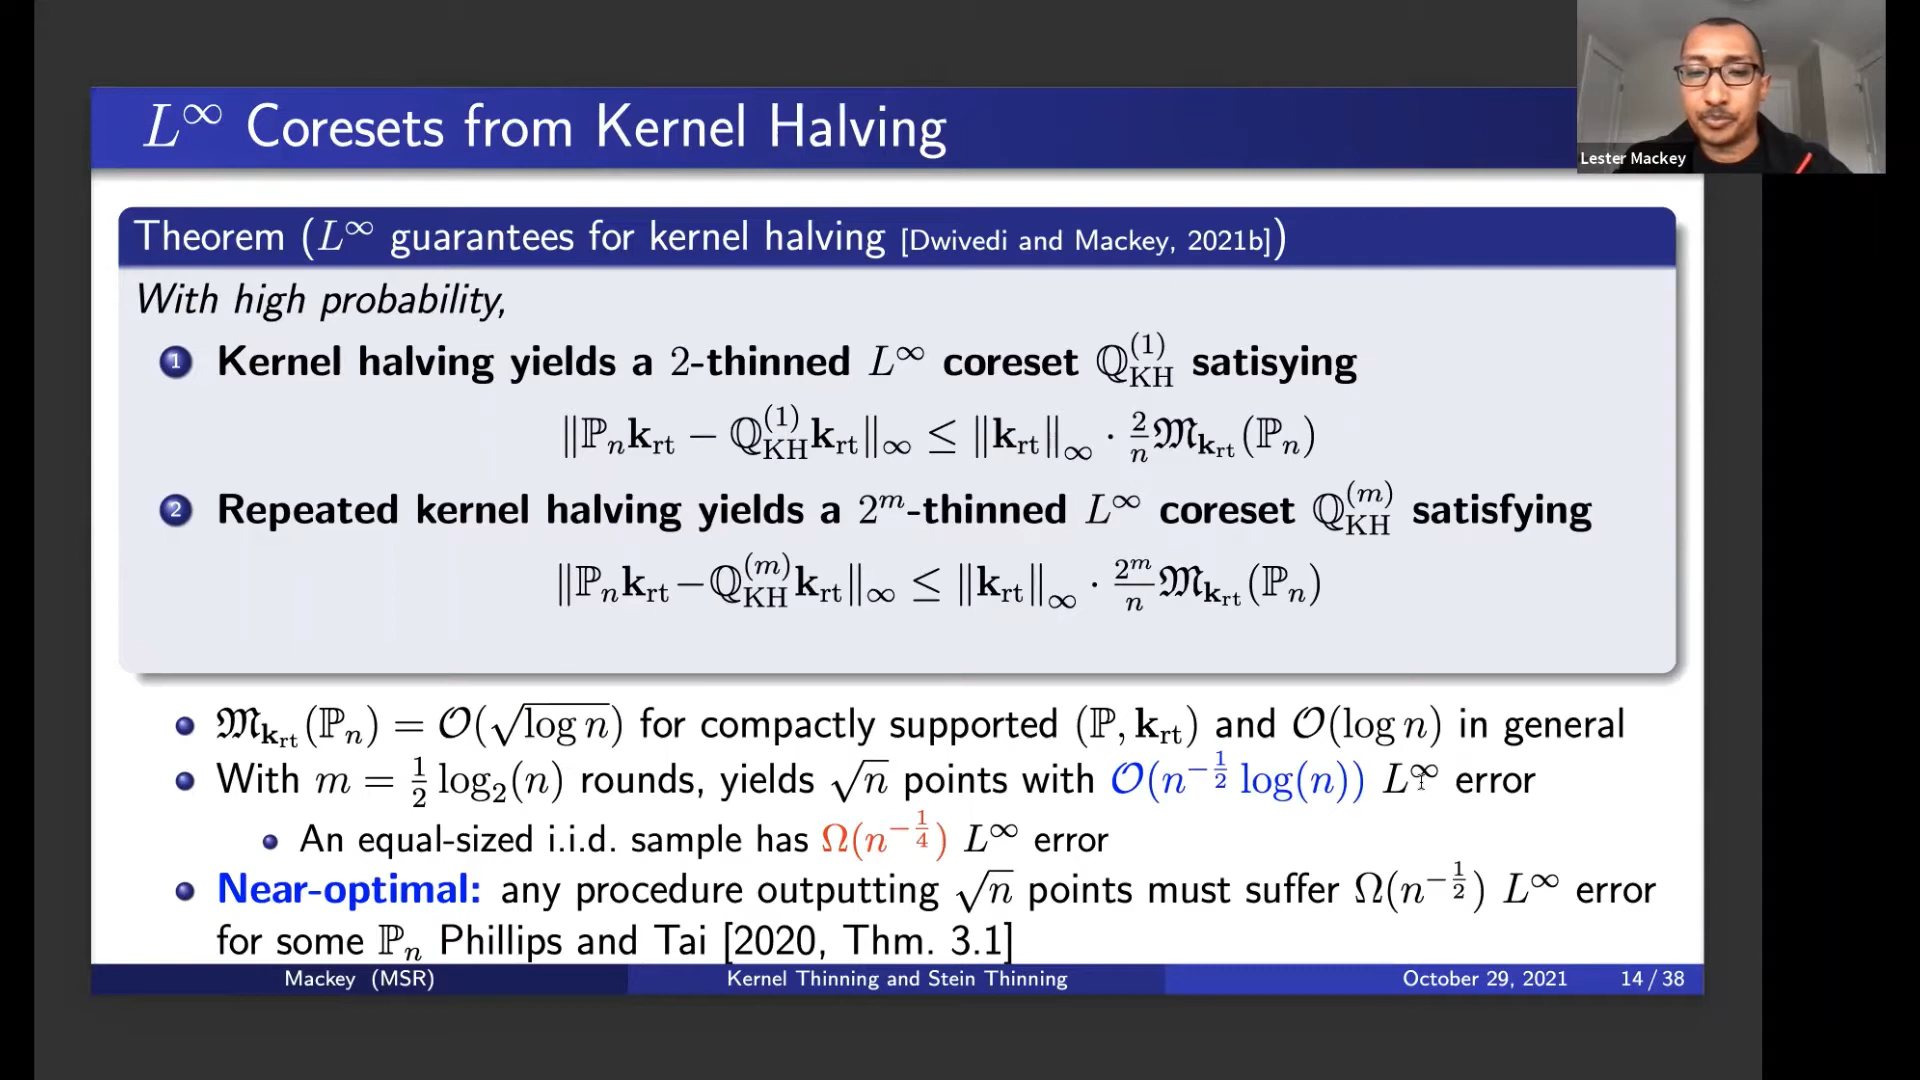 L^∞ Coresets from Kernel Halving
Lester Mackey
Theorem (L^∞ guarantees for kernel halving [Dwivedi and Mackey, 2021b])
With high probability,
1 Kernel halving yields a 2-thinned L^∞ coreset ℚ_KH^(1) satisying
‖ℙ_n k_rt − ℚ_KH^(1) k_rt‖_∞ ≤ ‖k_rt‖_∞ · 2/n 𝔐_k_rt(ℙ_n)
2 Repeated kernel halving yields a 2^m-thinned L^∞ coreset ℚ_KH^(m) satisfying
‖ℙ_n k_rt − ℚ_KH^(m) k_rt‖_∞ ≤ ‖k_rt‖_∞ · 2^m/n 𝔐_k_rt(ℙ_n)
𝔐_k_rt(ℙ_n) = 𝒪(√log n) for compactly supported (ℙ, k_rt) and 𝒪(log n) in general
With m = 1/2 log_2(n) rounds, yields √n points with 𝒪(n^(-1/2) log(n)) L^∞ error
An equal-sized i.i.d. sample has Ω(n^(-1/4)) L^∞ error
Near-optimal: any procedure outputting √n points must suffer Ω(n^(-1/2)) L^∞ error
for some ℙ_n Phillips and Tai [2020, Thm. 3.1]
Mackey (MSR) Kernel Thinning and Stein Thinning October 29, 2021 14 / 38